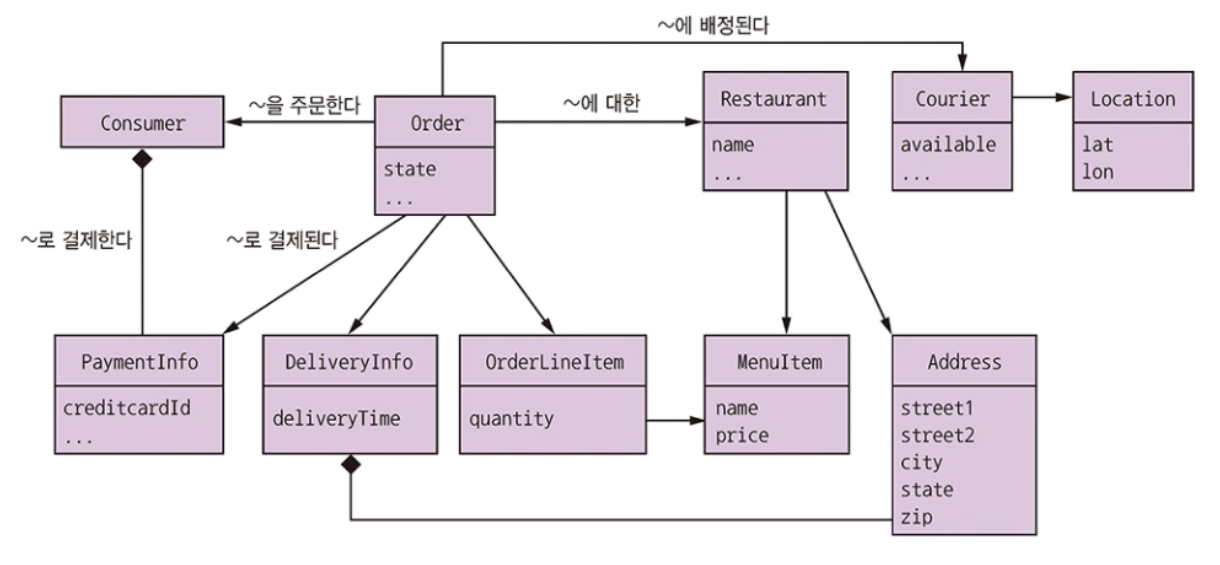 ~에 배정된다
Consumer
~을 주문한다
Order
state
...
~에 대한
Restaurant
name
...
Courier
available
...
Location
lat
lon
~로 결제한다
~로 결제된다
PaymentInfo
creditcardId
...
DeliveryInfo
deliveryTime
OrderLineItem
quantity
MenuItem
name
price
Address
street1
street2
city
state
zip